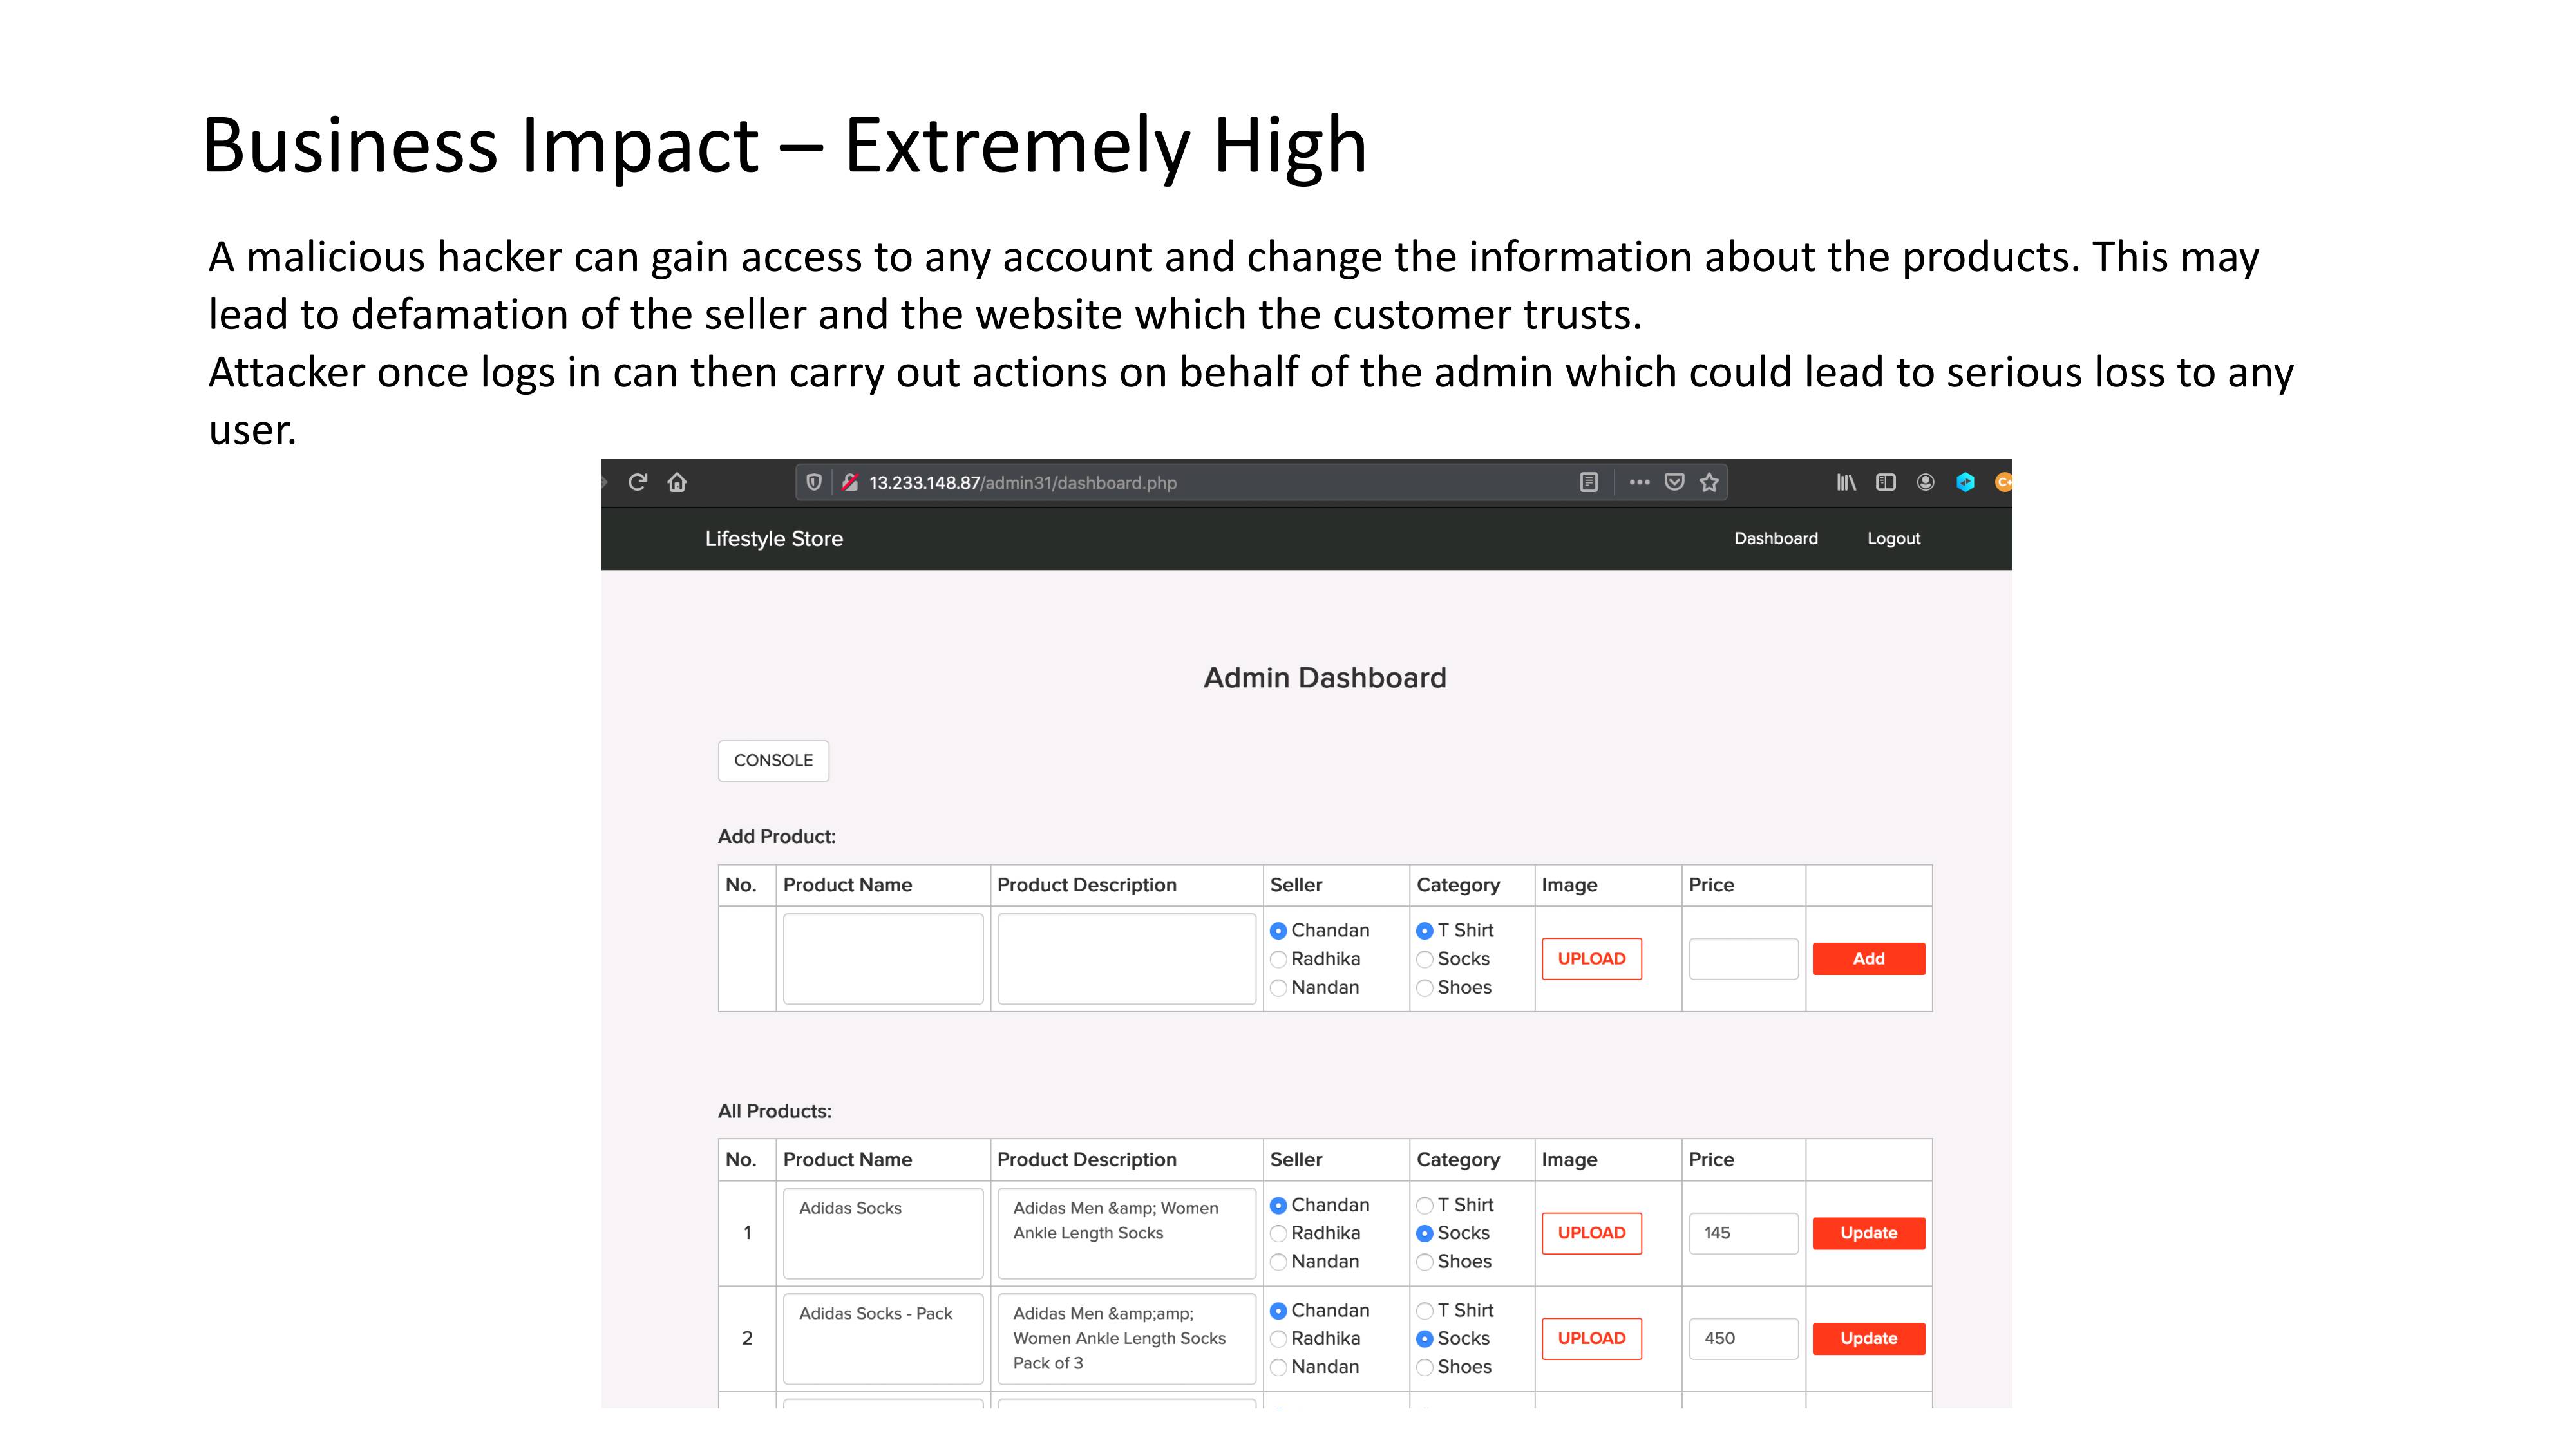 Business Impact – Extremely High
A malicious hacker can gain access to any account and change the information about the products. This may
lead to defamation of the seller and the website which the customer trusts.
Attacker once logs in can then carry out actions on behalf of the admin which could lead to serious loss to any
user.
13.233.148.87/admin31/dashboard.php
C+
Lifestyle Store Dashboard Logout
Admin Dashboard
CONSOLE
Add Product:
No. Product Name Product Description Seller Category Image Price
Chandan T Shirt
Radhika Socks UPLOAD Add
Nandan Shoes
All Products:
No. Product Name Product Description Seller Category Image Price
Adidas Socks Adidas Men &amp; Women Chandan T Shirt
1 Ankle Length Socks Radhika Socks UPLOAD 145 Update
Nandan Shoes
Adidas Socks - Pack Adidas Men &amp;amp; Chandan T Shirt
2 Women Ankle Length Socks Radhika Socks UPLOAD 450 Update
Pack of 3 Nandan Shoes